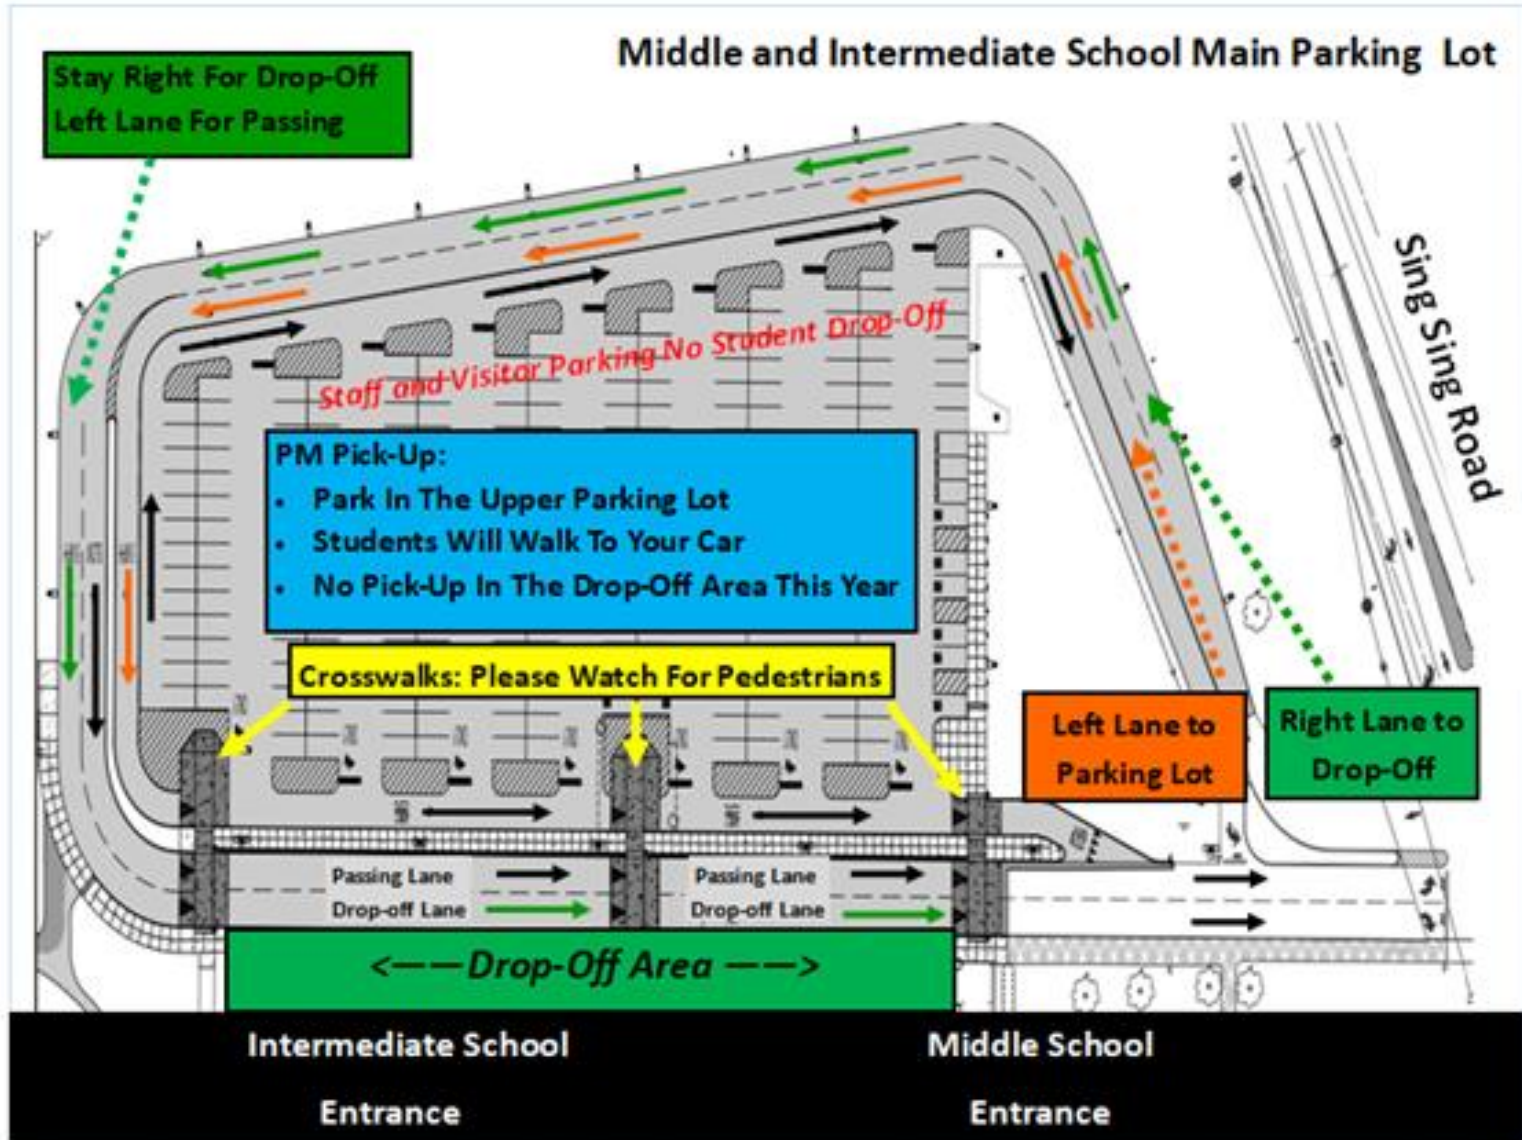 Middle and Intermediate School Main Parking Lot
Stay Right For Drop-Off
Left Lane For Passing
Sing Sing Road
Staff and Visitar Parking No Student Drop-Off
PM Pick-Up:
• Park In The Upper Parking Lot
• Students Will Walk To Your Car
• No Pick-Up In The Drop-Off Area This Year
Crosswalks: Please Watch For Pedestrians
Left Lane to
Parking Lot
Right Lane to
Drop-Off
Passing Lane
Drop-off Lane
Passing Lane
Drop-off Lane
<——Drop-Off Area ——>
Intermediate School
Entrance
Middle School
Entrance